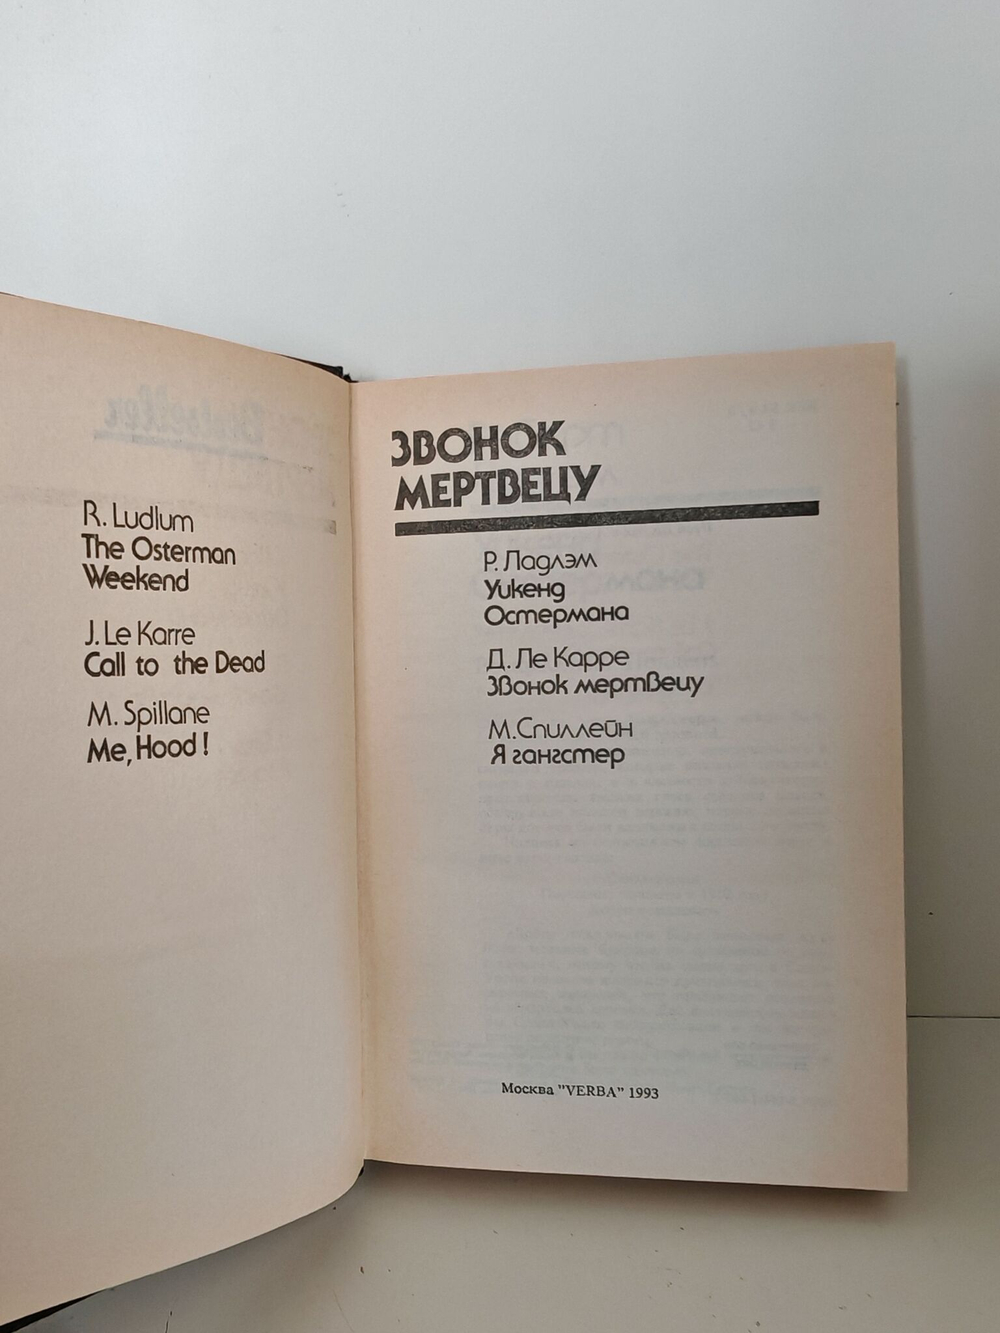 R. Ludlum
The Osterman
Weekend
J. Le Karre
Call to the Dead
M. Spillane
Me, Hood!
ЗВОНОК
МЕРТВЕЦУ
Р. Ладлэм
Уикенд
Остермана
Д. Ле Карре
Звонок мертвецу
М. Спиллейн
Я гангстер
Москва "VERBA" 1993